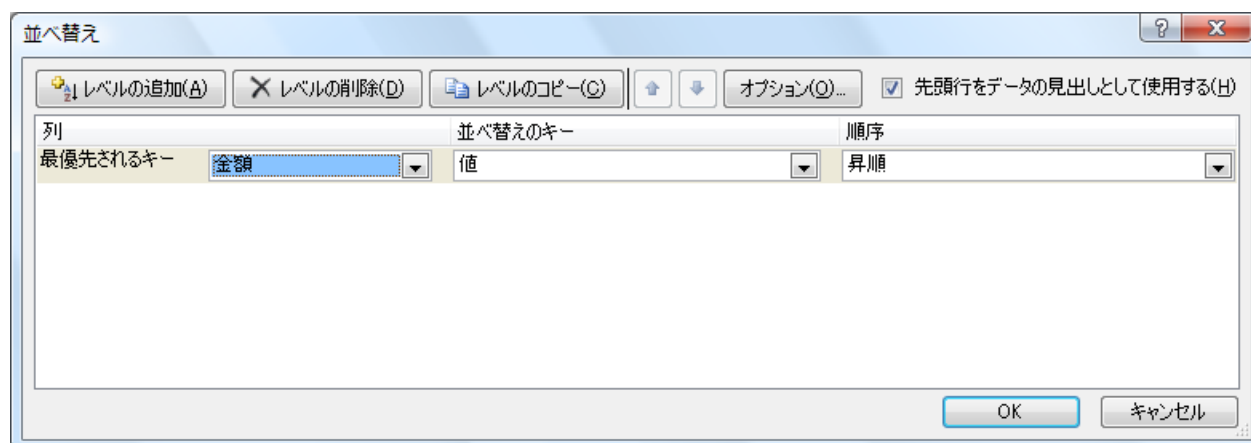 並べ替え
レベルの追加(A) レベルの削除(D) レベルのコピー(C) オプション(O)... 先頭行をデータの見出しとして使用する(H)
列 並べ替えのキー 順序
最優先されるキー 金額 値 昇順
OK キャンセル